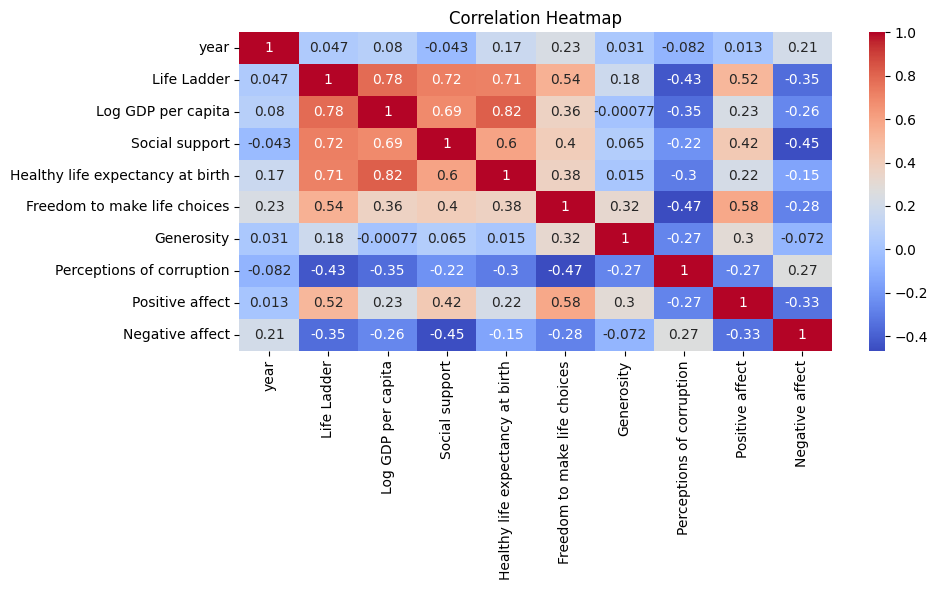 Correlation Heatmap
year 1 0.047 0.08 -0.043 0.17 0.23 0.031 -0.082 0.013 0.21
Life Ladder 0.047 1 0.78 0.72 0.71 0.54 0.18 -0.43 0.52 -0.35
Log GDP per capita 0.08 0.78 1 0.69 0.82 0.36 -0.00077 -0.35 0.23 -0.26
Social support -0.043 0.72 0.69 1 0.6 0.4 0.065 -0.22 0.42 -0.45
Healthy life expectancy at birth 0.17 0.71 0.82 0.6 1 0.38 0.015 -0.3 0.22 -0.15
Freedom to make life choices 0.23 0.54 0.36 0.4 0.38 1 0.32 -0.47 0.58 -0.28
Generosity 0.031 0.18 -0.00077 0.065 0.015 0.32 1 -0.27 0.3 -0.072
Perceptions of corruption -0.082 -0.43 -0.35 -0.22 -0.3 -0.47 -0.27 1 -0.27 0.27
Positive affect 0.013 0.52 0.23 0.42 0.22 0.58 0.3 -0.27 1 -0.33
Negative affect 0.21 -0.35 -0.26 -0.45 -0.15 -0.28 -0.072 0.27 -0.33 1
year
Life Ladder
Log GDP per capita
Social support
Healthy life expectancy at birth
Freedom to make life choices
Generosity
Perceptions of corruption
Positive affect
Negative affect
1.0
0.8
0.6
0.4
0.2
0.0
−0.2
−0.4